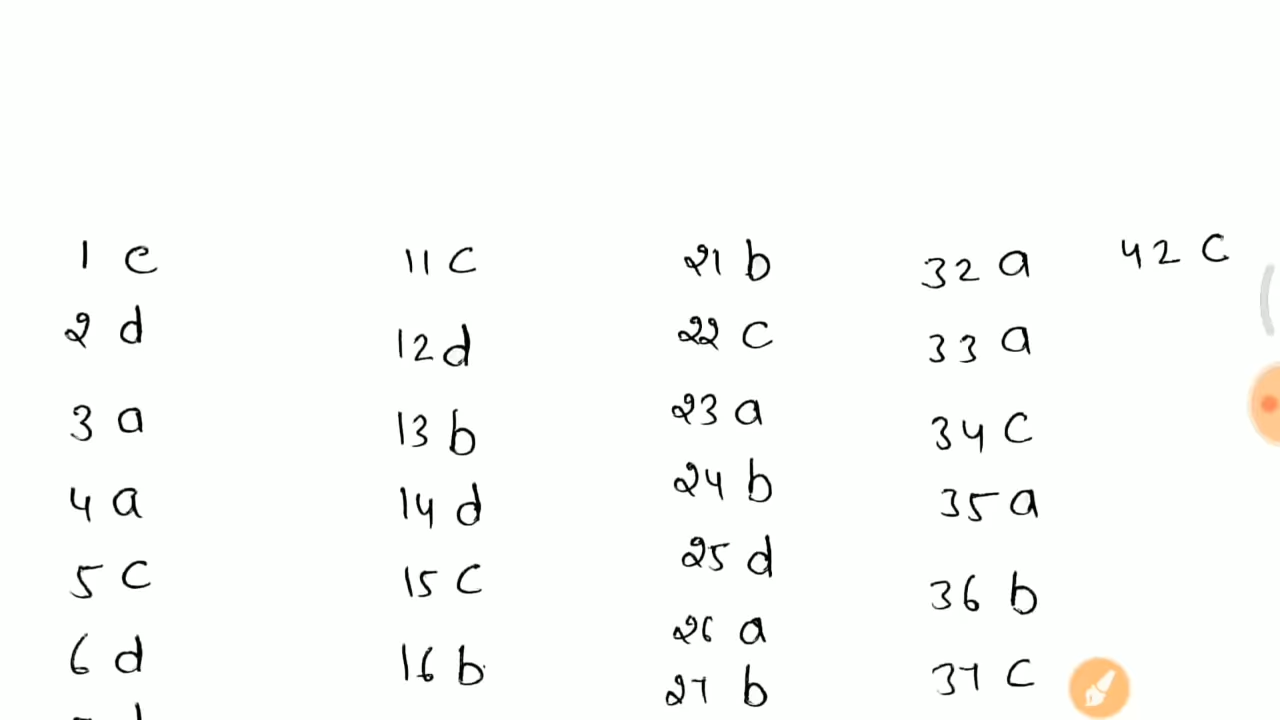 1 c
2 d
3 a
4 a
5 c
6 d
11 c
12 d
13 b
14 d
15 c
16 b
21 b
22 c
23 a
24 b
25 d
26 a
27 b
32 a
33 a
34 c
35 a
36 b
37 c
42 c